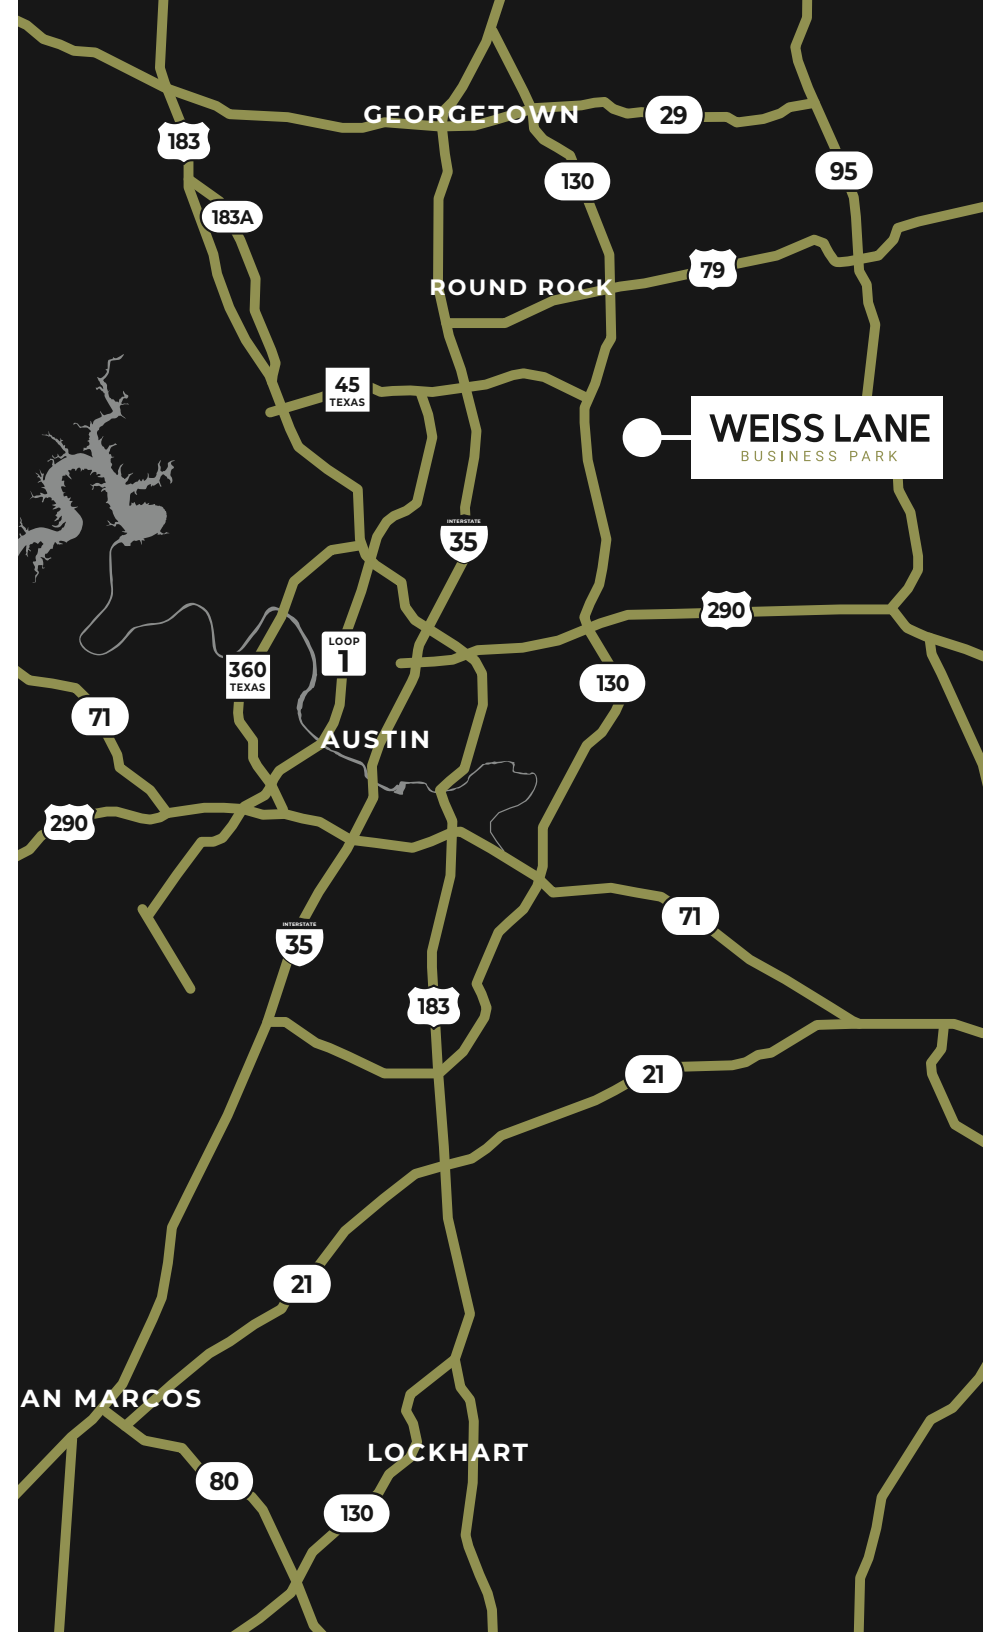 GEORGETOWN
29
183
95
130
183A
79
ROUND ROCK
45
TEXAS
WEISS LANE
BUSINESS PARK
INTERSTATE
35
290
LOOP
1
360
TEXAS
130
71
AUSTIN
290
71
INTERSTATE
35
183
21
21
AN MARCOS
LOCKHART
80
130